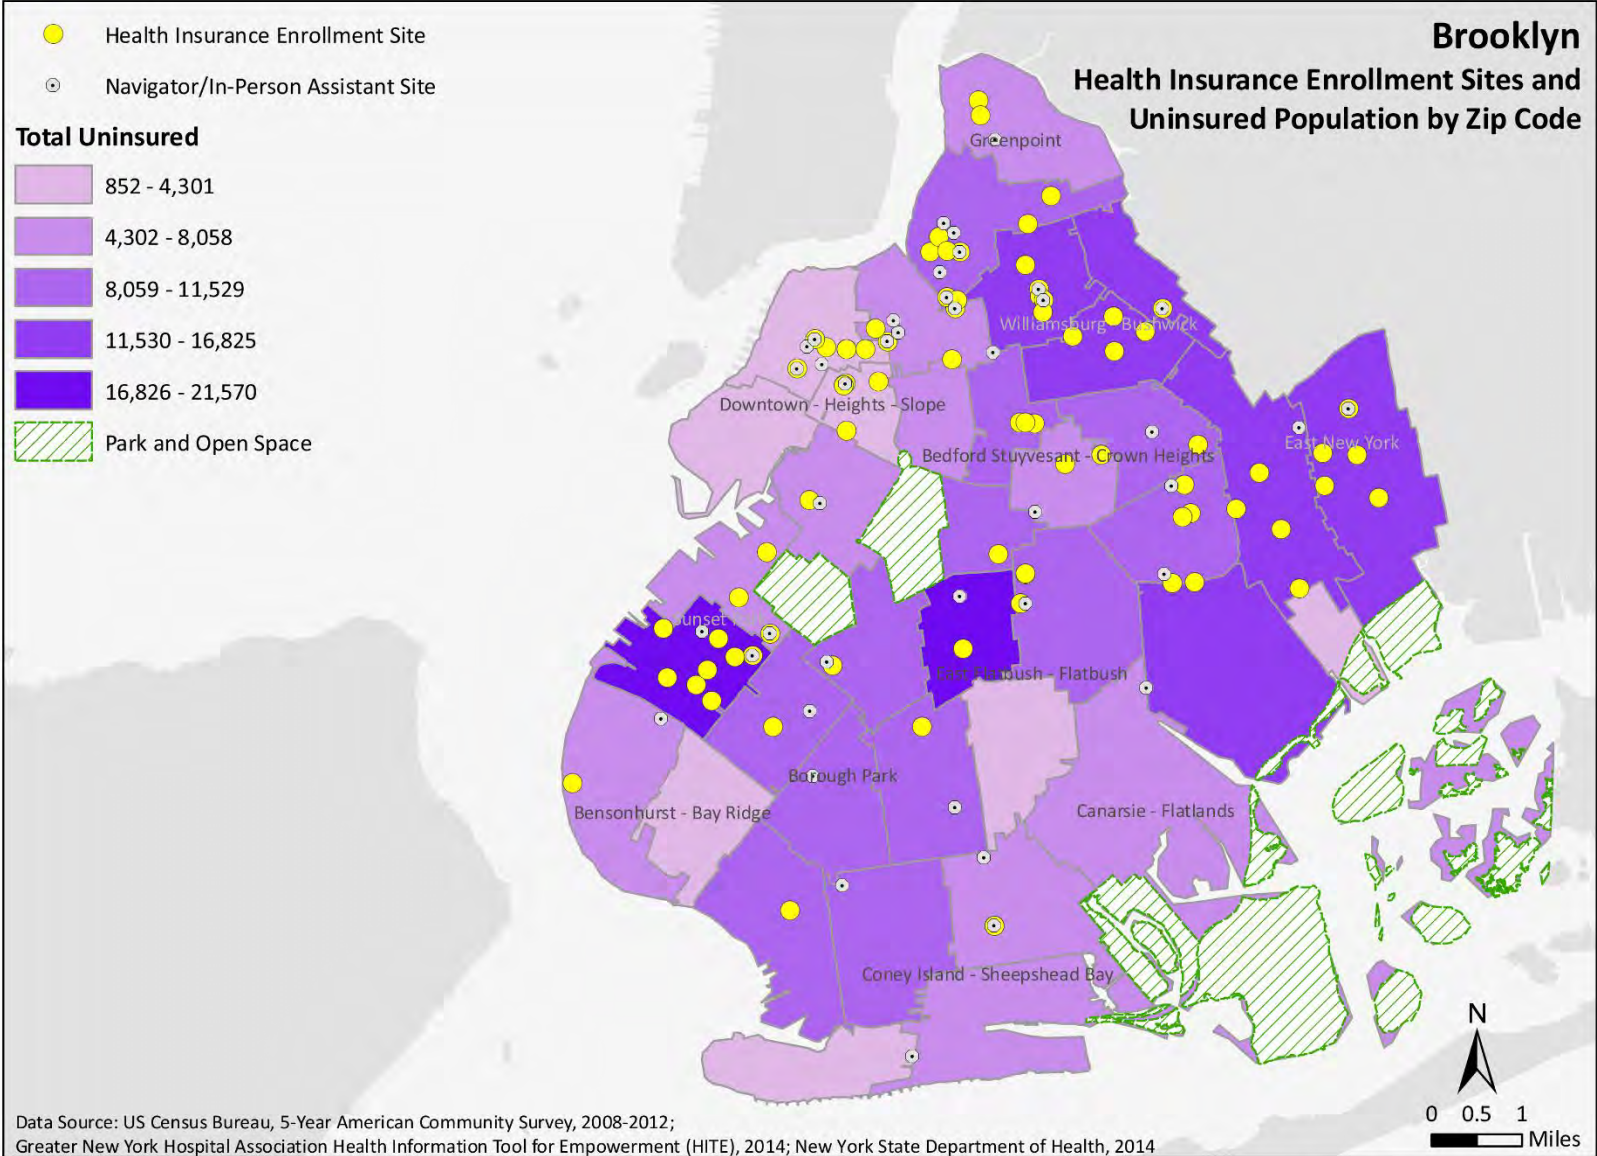 Health Insurance Enrollment Site
Navigator/In-Person Assistant Site
Total Uninsured
852 - 4,301
4,302 - 8,058
8,059 - 11,529
11,530 - 16,825
16,826 - 21,570
Park and Open Space
Brooklyn
Health Insurance Enrollment Sites and
Uninsured Population by Zip Code
Greenpoint
Williamsburg - Bushwick
Downtown - Heights - Slope
East New York
Bedford Stuyvesant - Crown Heights
Sunset
East Flatbush - Flatbush
Borough Park
Bensonhurst - Bay Ridge
Canarsie - Flatlands
Coney Island - Sheepshead Bay
N
0 0.5 1
Miles
Data Source: US Census Bureau, 5-Year American Community Survey, 2008-2012;
Greater New York Hospital Association Health Information Tool for Empowerment (HITE), 2014; New York State Department of Health, 2014